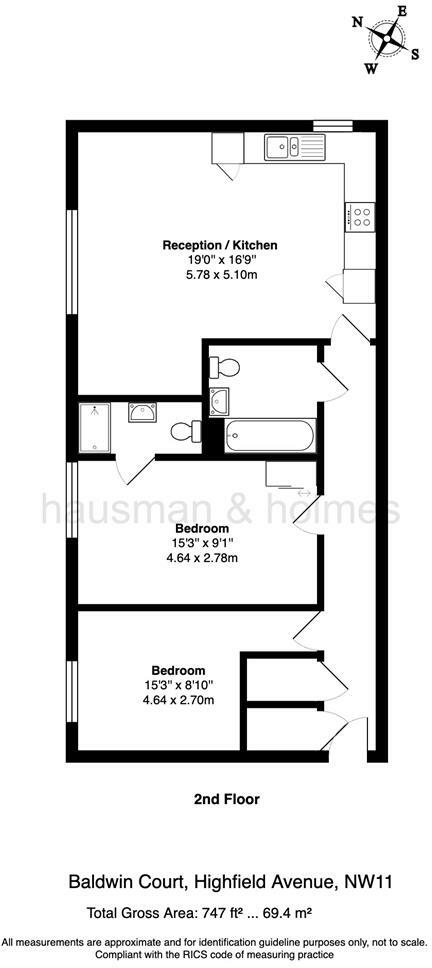 N
E
S
W
Reception / Kitchen
19'0" x 16'9"
5.78 x 5.10m
hausman & holmes
Bedroom
15'3" x 9'1"
4.64 x 2.78m
Bedroom
15'3" x 8'10"
4.64 x 2.70m
2nd Floor
Baldwin Court, Highfield Avenue, NW11
Total Gross Area: 747 ft² ... 69.4 m²
All measurements are approximate and for identification guideline purposes only, not to scale.
Compliant with the RICS code of measuring practice